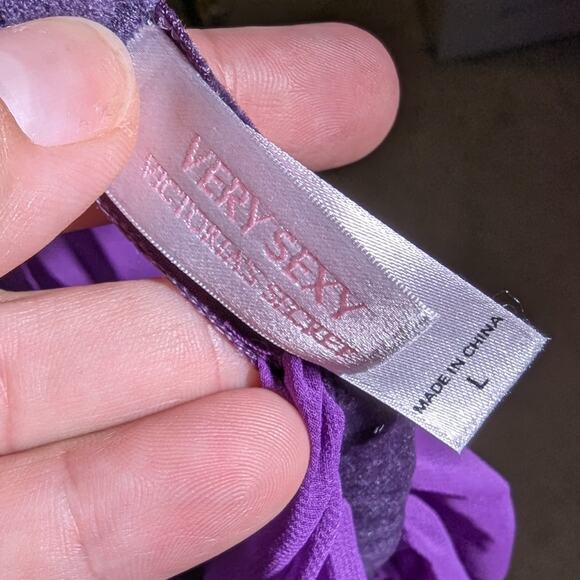 VERY SEXY
VICTORIA'S SECRET
MADE IN CHINA
L